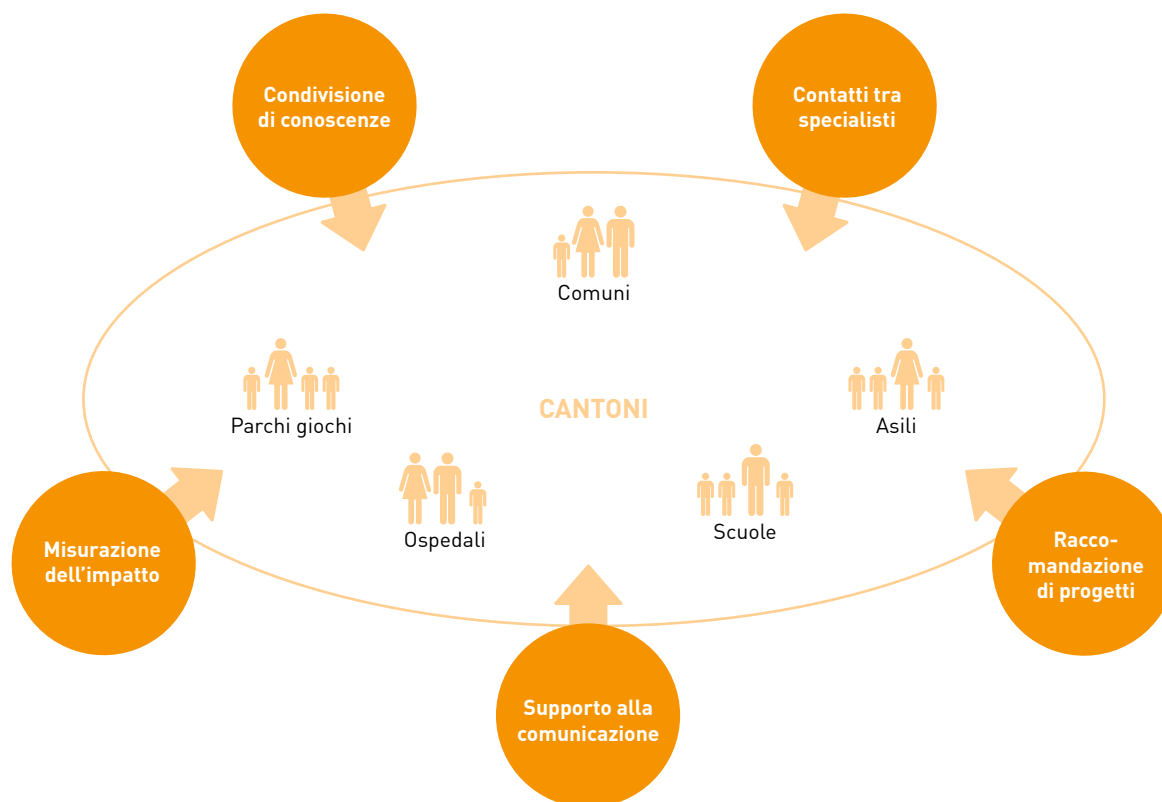 Condivisione
di conoscenze
Contatti tra
specialisti
Comuni
Parchi giochi
CANTONI
Asili
Ospedali
Scuole
Misurazione
dell'impatto
Racco-
mandazione
di progetti
Supporto alla
comunicazione